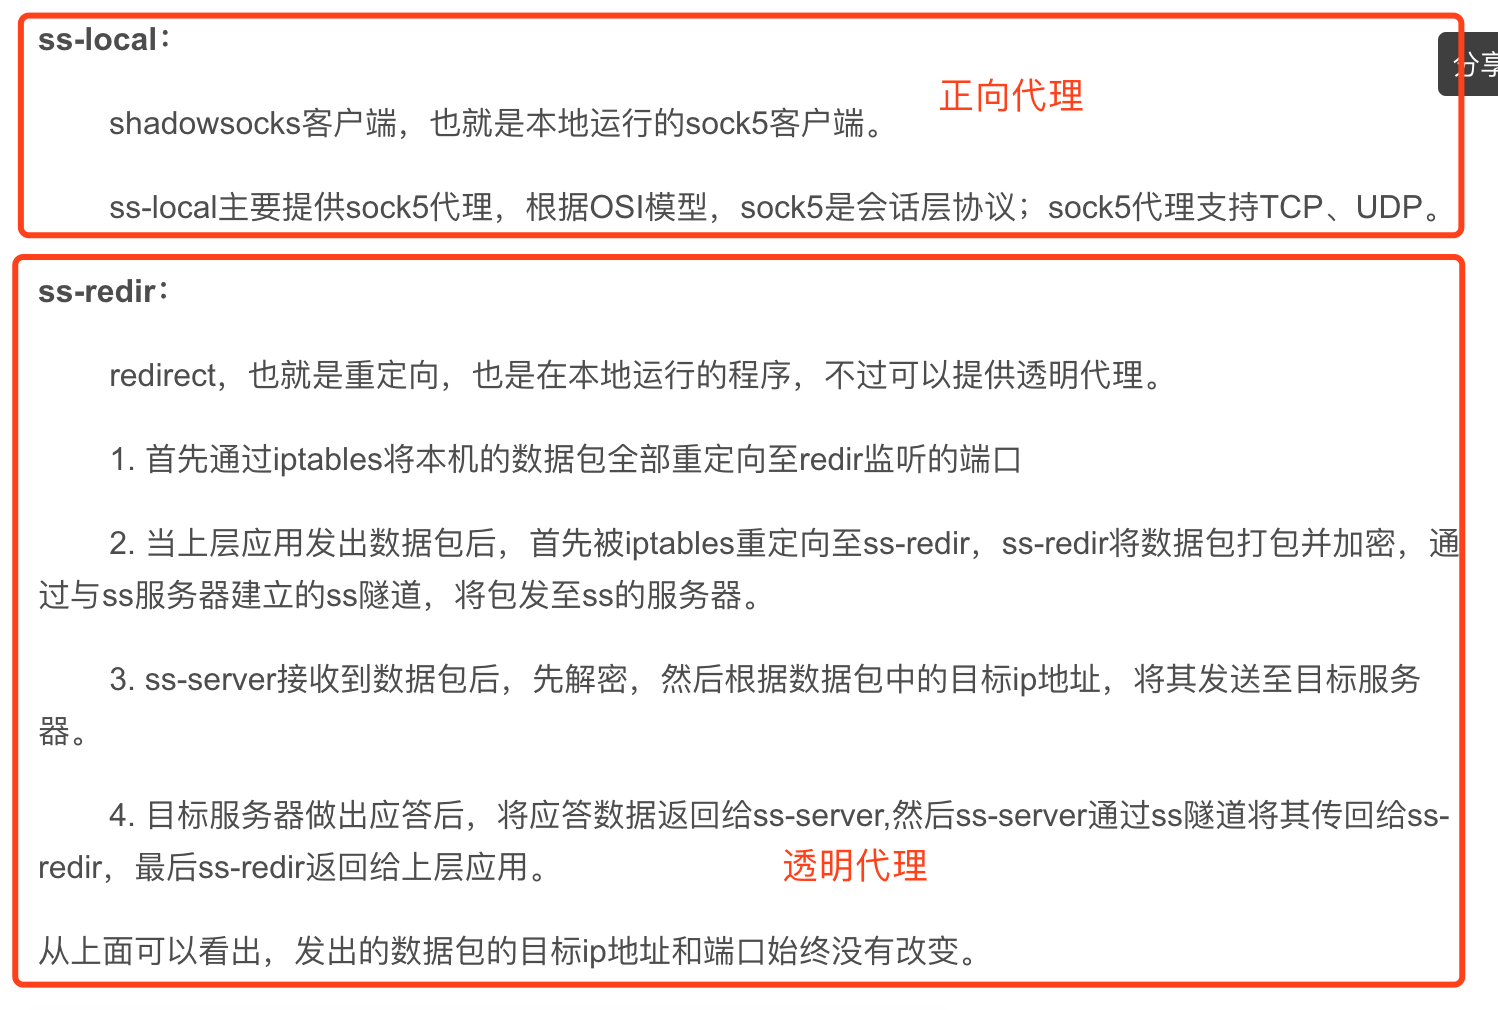 ss-local：
分享
正向代理
shadowsocks客户端，也就是本地运行的sock5客户端。
ss-local主要提供sock5代理，根据OSI模型，sock5是会话层协议；sock5代理支持TCP、UDP。
ss-redir：
redirect，也就是重定向，也是在本地运行的程序，不过可以提供透明代理。
1. 首先通过iptables将本机的数据包全部重定向至redir监听的端口
2. 当上层应用发出数据包后，首先被iptables重定向至ss-redir，ss-redir将数据包打包并加密，通
过与ss服务器建立的ss隧道，将包发至ss的服务器。
3. ss-server接收到数据包后，先解密，然后根据数据包中的目标ip地址，将其发送至目标服务
器。
4. 目标服务器做出应答后，将应答数据返回给ss-server,然后ss-server通过ss隧道将其传回给ss-
redir，最后ss-redir返回给上层应用。
透明代理
从上面可以看出，发出的数据包的目标ip地址和端口始终没有改变。